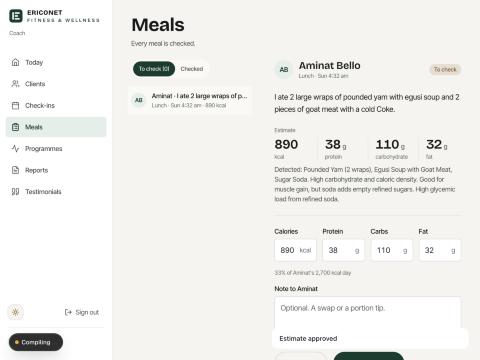 ERICONET
FITNESS & WELLNESS
Coach
Today
Clients
Check-ins
Meals
Programmes
Reports
Testimonials
Sign out
Compiling
Meals
Every meal is checked.
To check (0)
Checked
AB
Aminat · I ate 2 large wraps of p…
Lunch · Sun 4:32 am · 890 kcal
AB
Aminat Bello
Lunch · Sun 4:32 am
To check
I ate 2 large wraps of pounded yam with egusi soup and 2
pieces of goat meat with a cold Coke.
Estimate
890
kcal
38 g
protein
110 g
carbohydrate
32 g
fat
Detected: Pounded Yam (2 wraps), Egusi Soup with Goat Meat,
Sugar Soda. High carbohydrate and caloric density. Good for
muscle gain, but soda adds empty refined sugars. High glycemic
load from refined soda.
Calories
Protein
Carbs
Fat
890 kcal
38 g
110 g
32 g
33% of Aminat's 2,700 kcal day
Note to Aminat
Optional. A swap or a portion tip.
Estimate approved